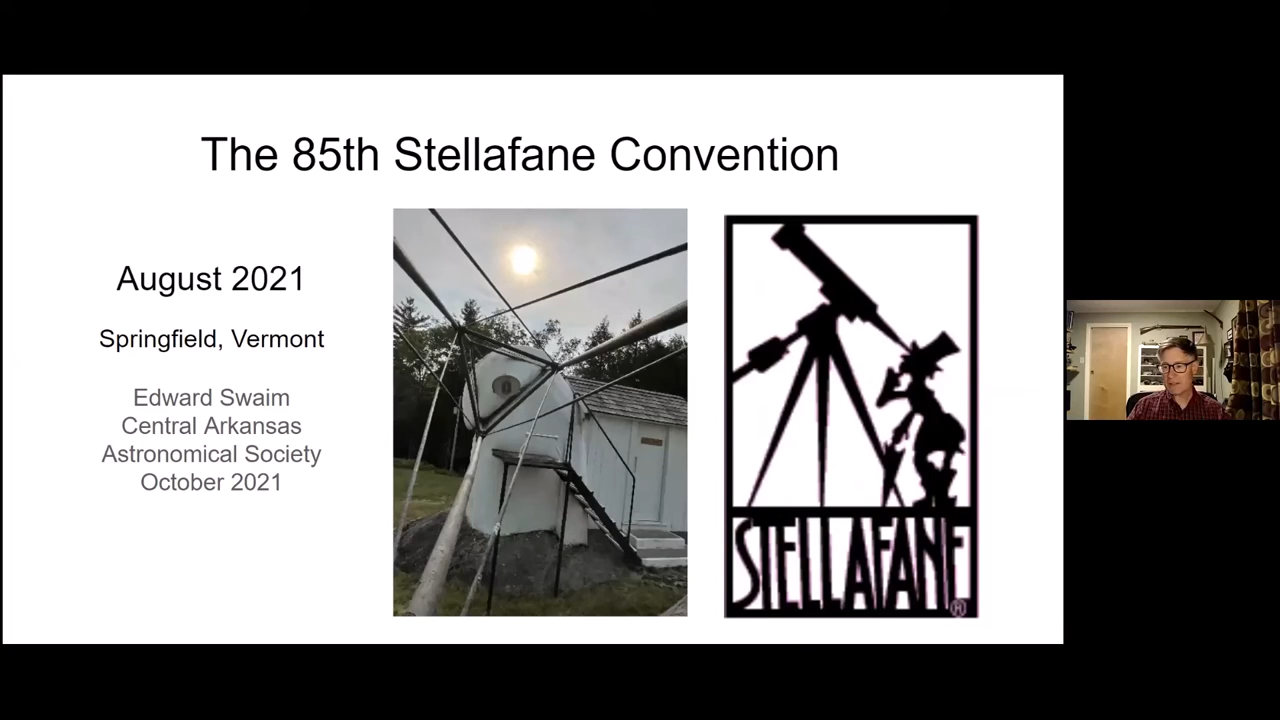 The 85th Stellafane Convention
August 2021
Springfield, Vermont
Edward Swaim
Central Arkansas
Astronomical Society
October 2021
STELLAFANE
®